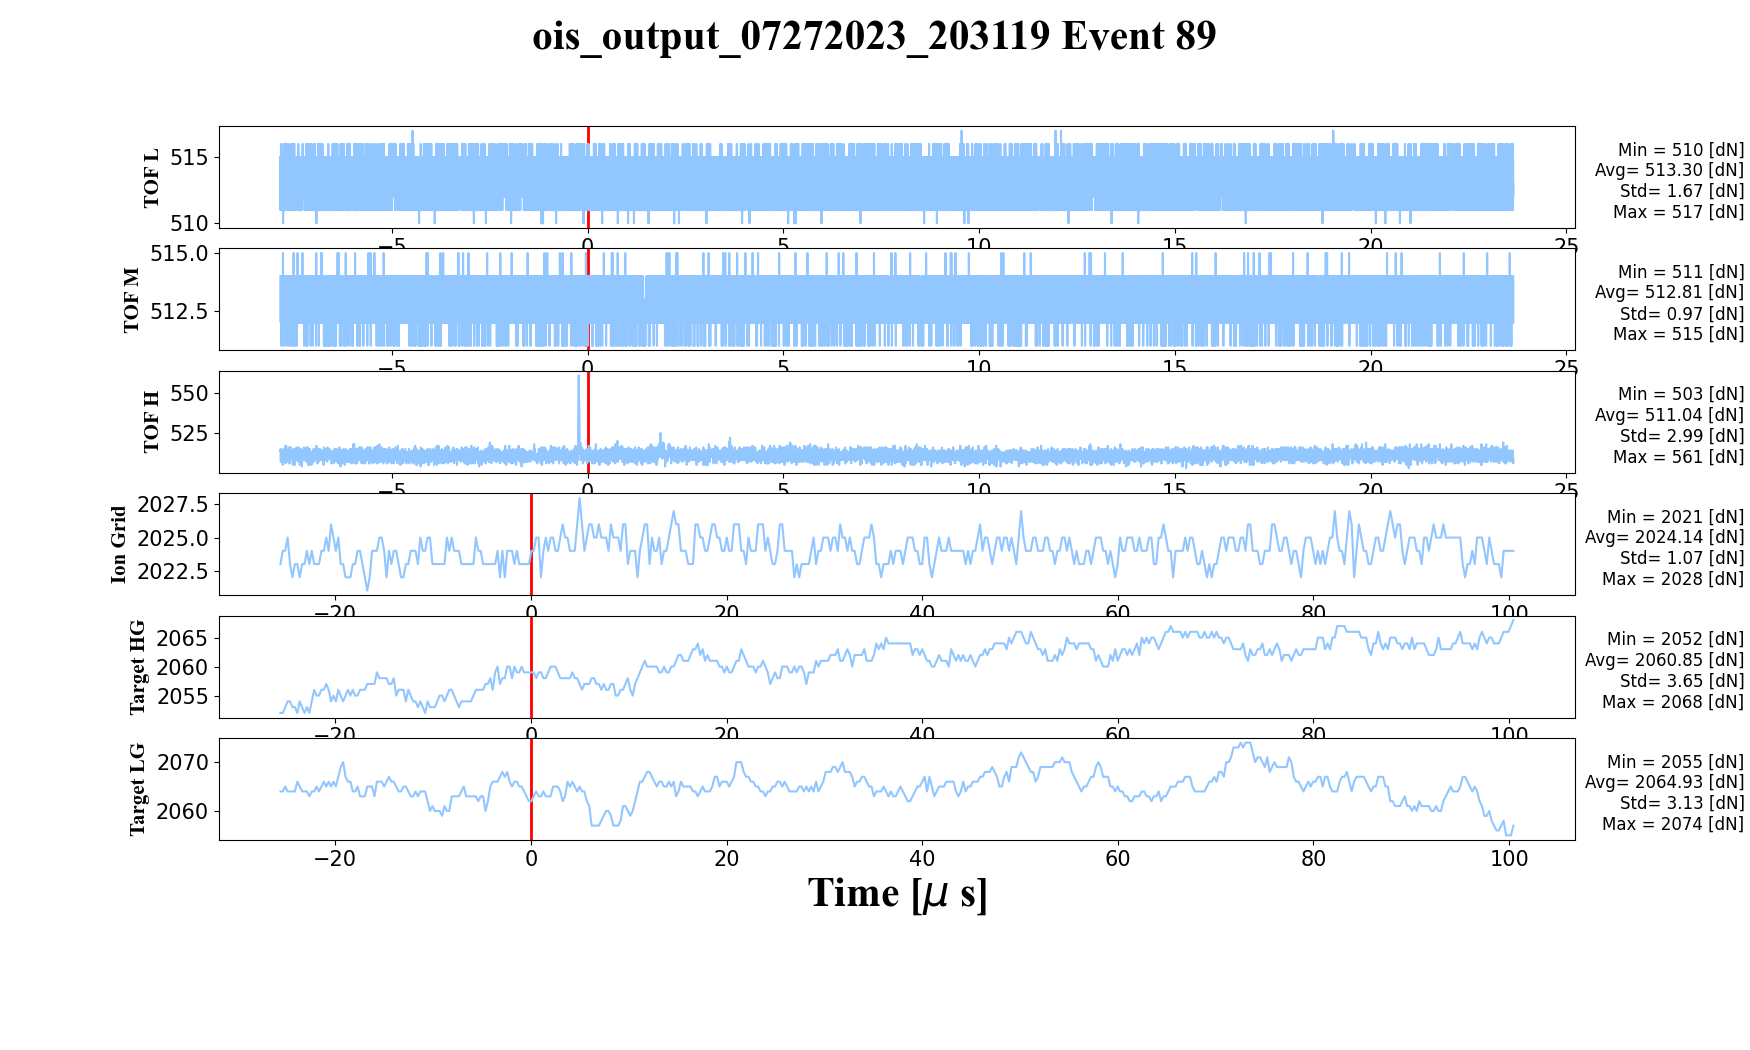 ois_output_07272023_203119 Event 89
TOF L
515
510
Min = 510 [dN]
Avg= 513.30 [dN]
Std= 1.67 [dN]
Max = 517 [dN]
−5 0 5 10 15 20 25
TOF M
515.0
512.5
Min = 511 [dN]
Avg= 512.81 [dN]
Std= 0.97 [dN]
Max = 515 [dN]
−5 0 5 10 15 20 25
TOF H
550
525
Min = 503 [dN]
Avg= 511.04 [dN]
Std= 2.99 [dN]
Max = 561 [dN]
−5 0 5 10 15 20 25
Ion Grid
2027.5
2025.0
2022.5
Min = 2021 [dN]
Avg= 2024.14 [dN]
Std= 1.07 [dN]
Max = 2028 [dN]
−20 0 20 40 60 80 100
Target HG
2065
2060
2055
Min = 2052 [dN]
Avg= 2060.85 [dN]
Std= 3.65 [dN]
Max = 2068 [dN]
−20 0 20 40 60 80 100
Target LG
2070
2060
Min = 2055 [dN]
Avg= 2064.93 [dN]
Std= 3.13 [dN]
Max = 2074 [dN]
−20 0 20 40 60 80 100
Time [μ s]